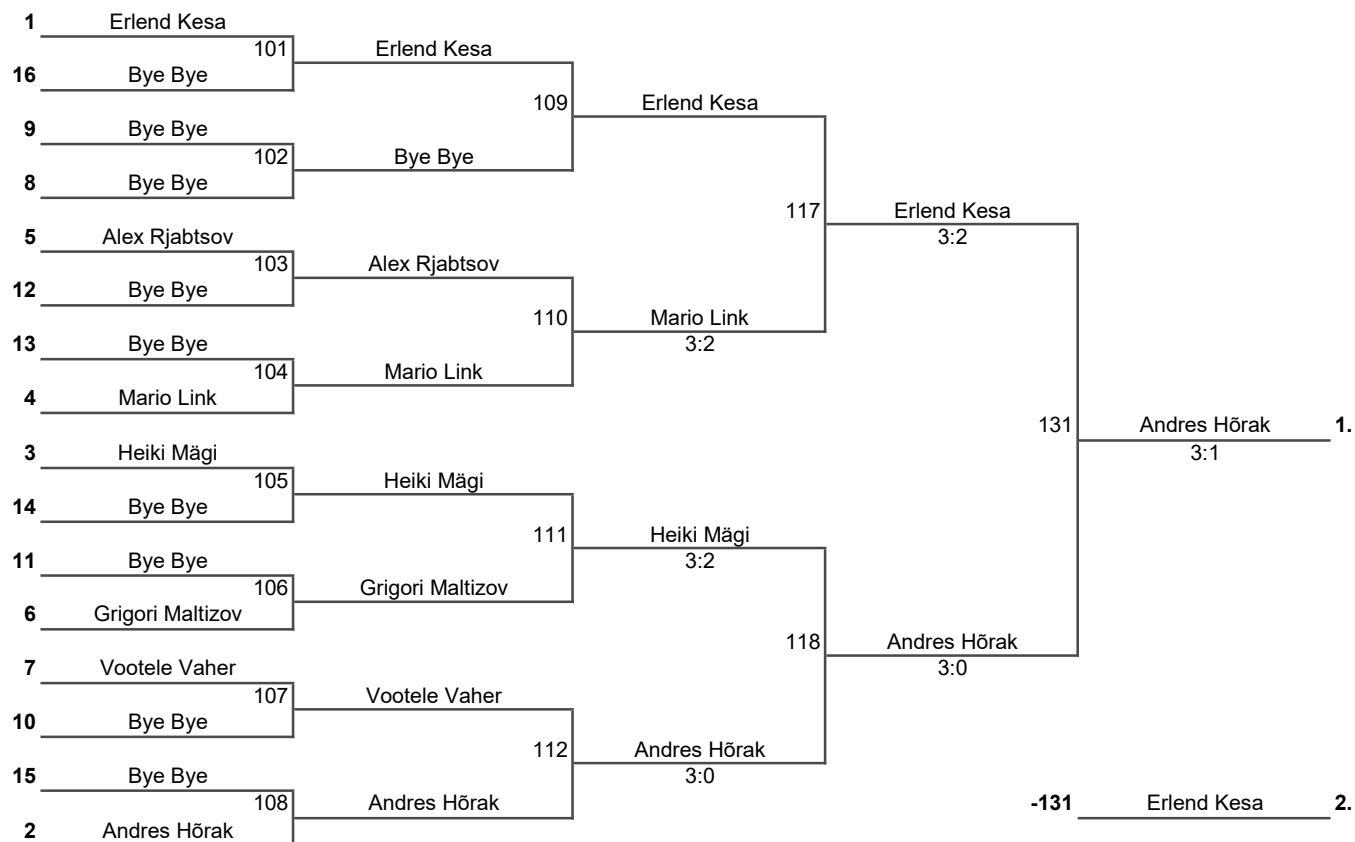 1 Erlend Kesa
101 Erlend Kesa
16 Bye Bye
109 Erlend Kesa
9 Bye Bye
102 Bye Bye
8 Bye Bye
117 Erlend Kesa
3:2
5 Alex Rjabtsov
103 Alex Rjabtsov
12 Bye Bye
110 Mario Link
3:2
13 Bye Bye
104 Mario Link
4 Mario Link
131 Andres Hõrak 1.
3:1
3 Heiki Mägi
105 Heiki Mägi
14 Bye Bye
111 Heiki Mägi
3:2
11 Bye Bye
106 Grigori Maltizov
6 Grigori Maltizov
118 Andres Hõrak
3:0
7 Vootele Vaher
107 Vootele Vaher
10 Bye Bye
112 Andres Hõrak
3:0
15 Bye Bye
108 Andres Hõrak
2 Andres Hõrak
-131 Erlend Kesa 2.